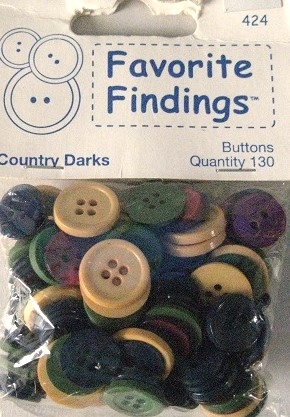 424
Favorite
Findings™
Country Darks
Buttons
Quantity 130